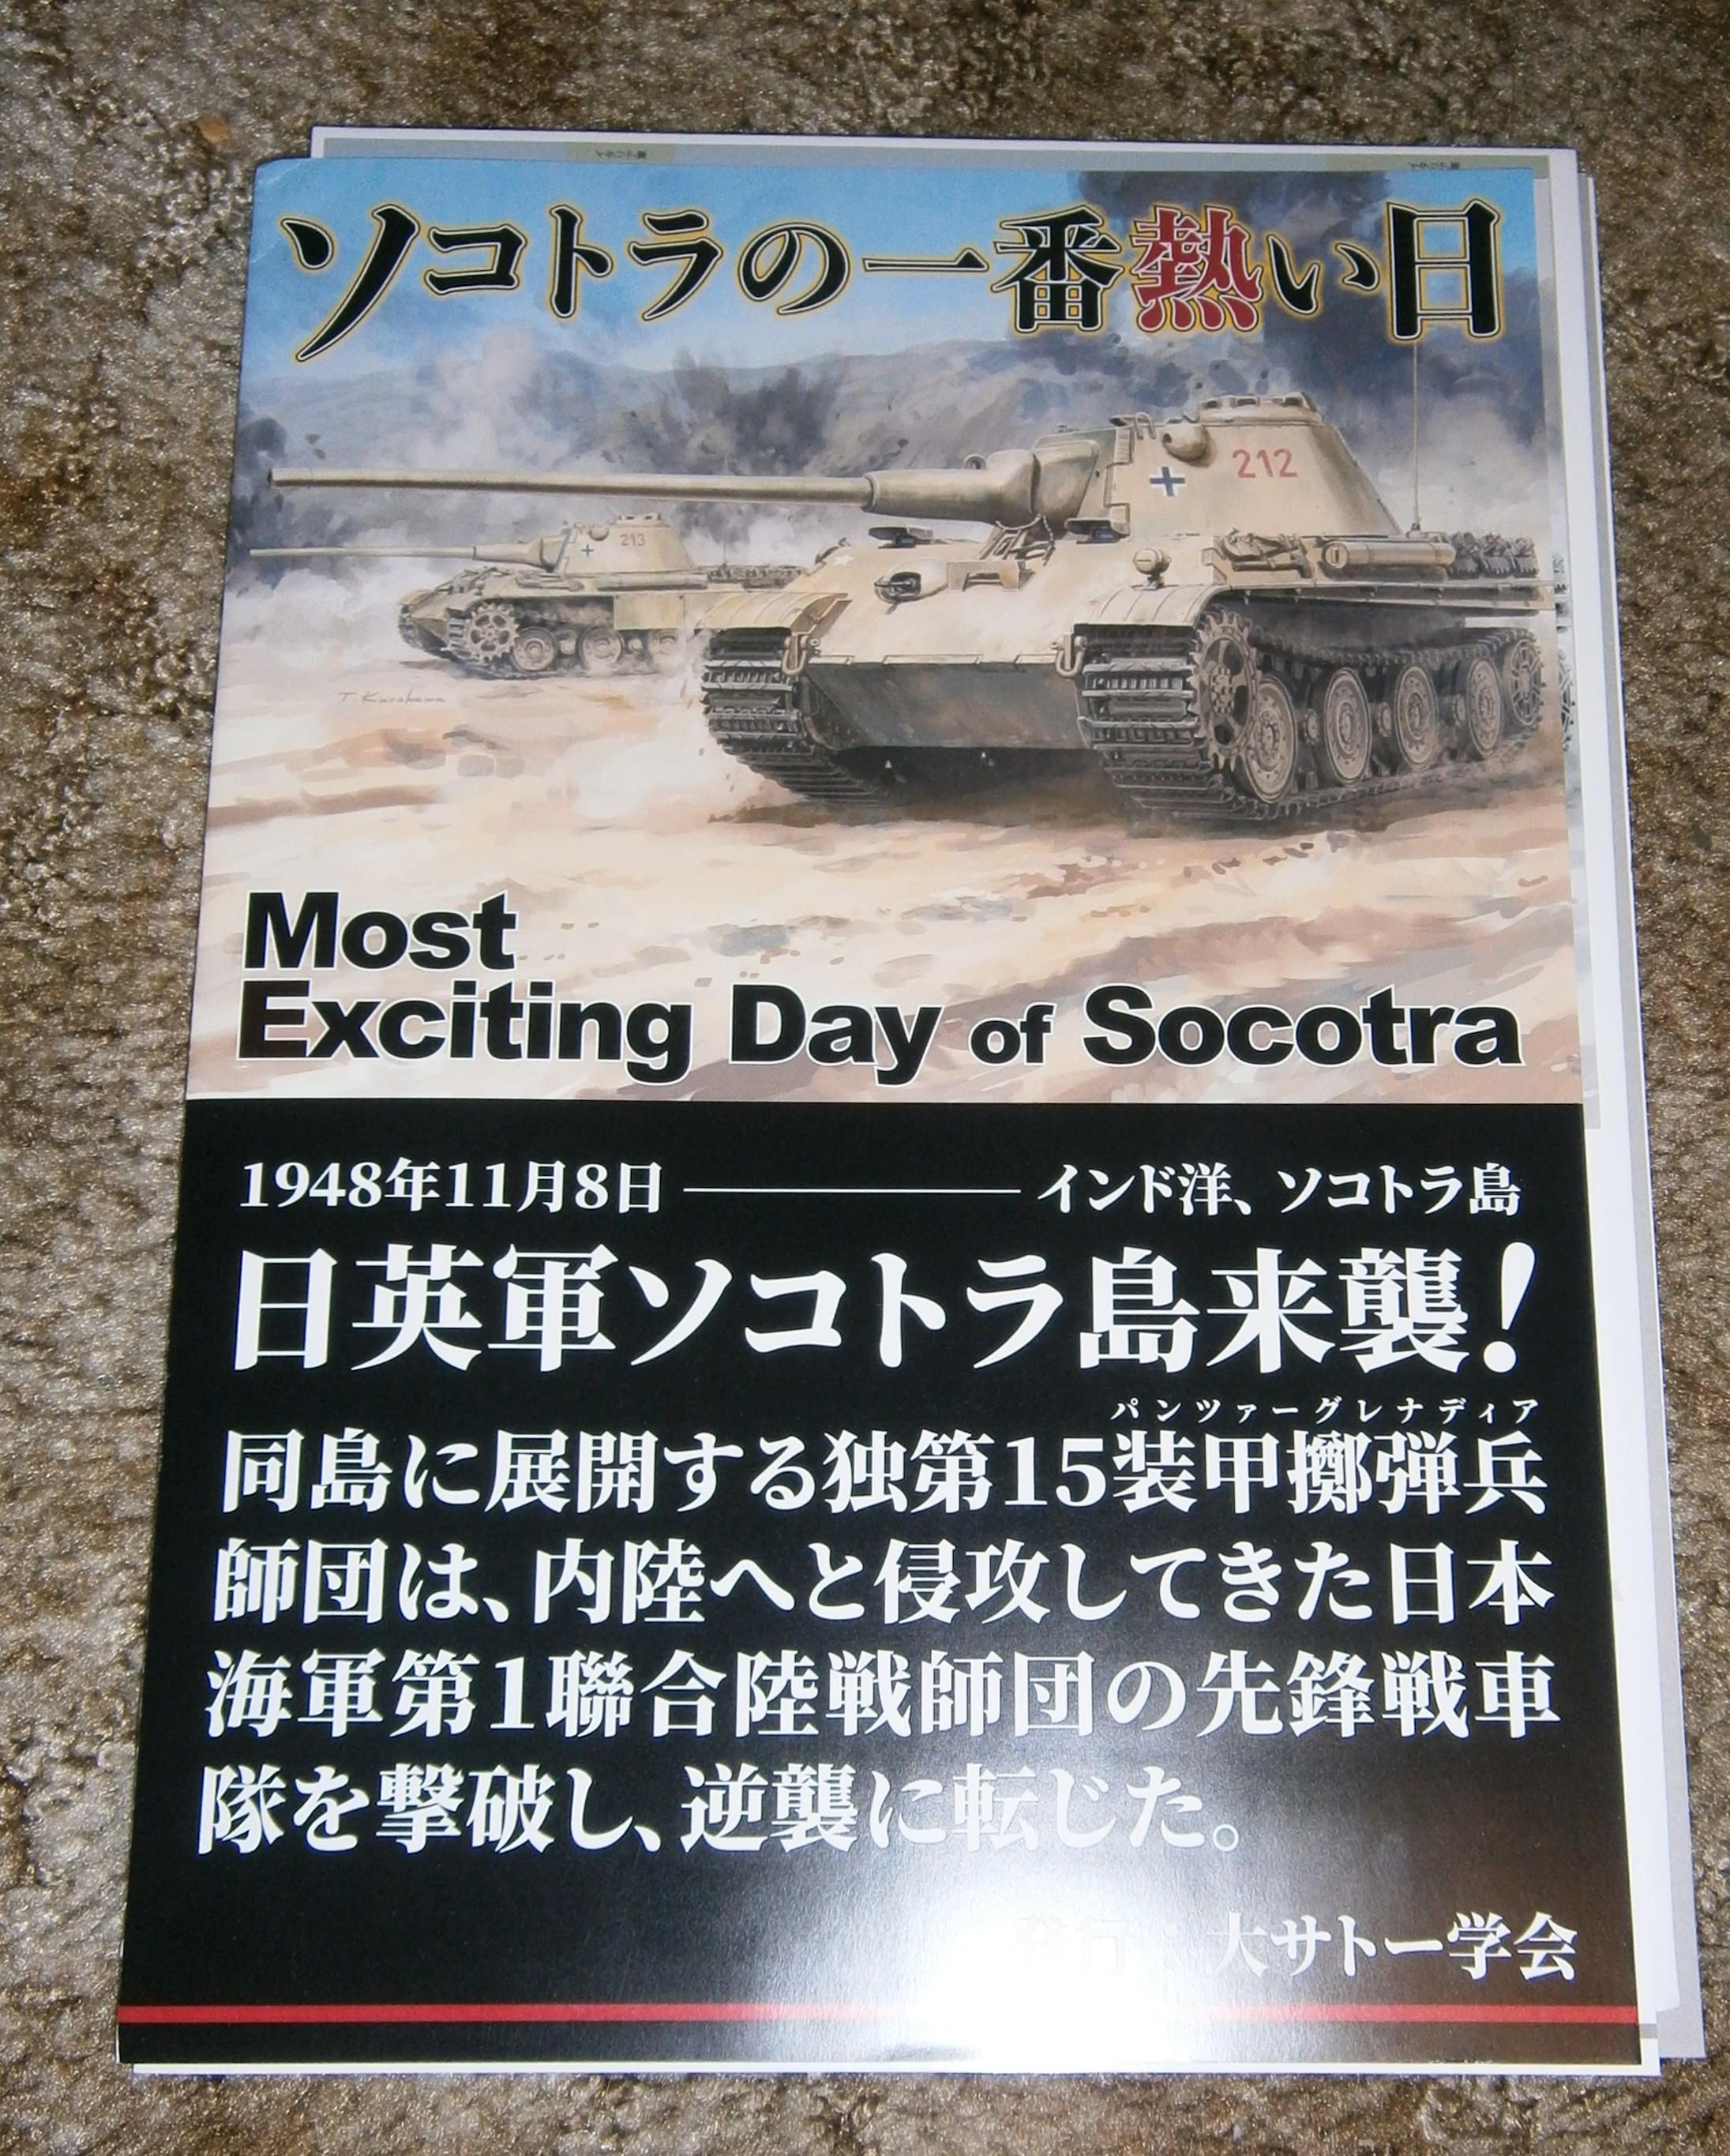 ソコトラの一番熱い日
212
213
T. Kurokawa
Most
Exciting Day of Socotra
1948年11月8日――――インド洋、ソコトラ島
日英軍ソコトラ島来襲!
パンツァーグレナディア
同島に展開する独第15装甲擲弾兵
師団は、内陸へと侵攻してきた日本
海軍第1聯合陸戦師団の先鋒戦車
隊を撃破し、逆襲に転じた。
発行:大サトー学会